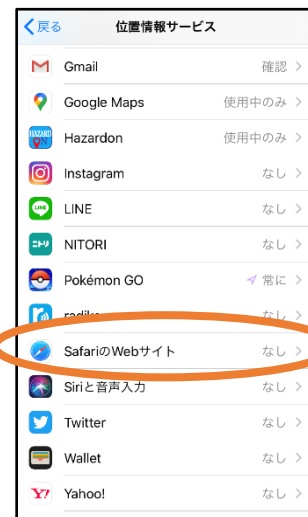 戻る 位置情報サービス
Gmail 確認
Google Maps 使用中のみ
HAZARD ON Hazardon 使用中のみ
Instagram なし
LINE LINE なし
ニトリ NITORI なし
Pokémon GO 常に
radiko なし
SafariのWebサイト なし
Siriと音声入力 なし
Twitter なし
Wallet なし
Y! Yahoo! なし